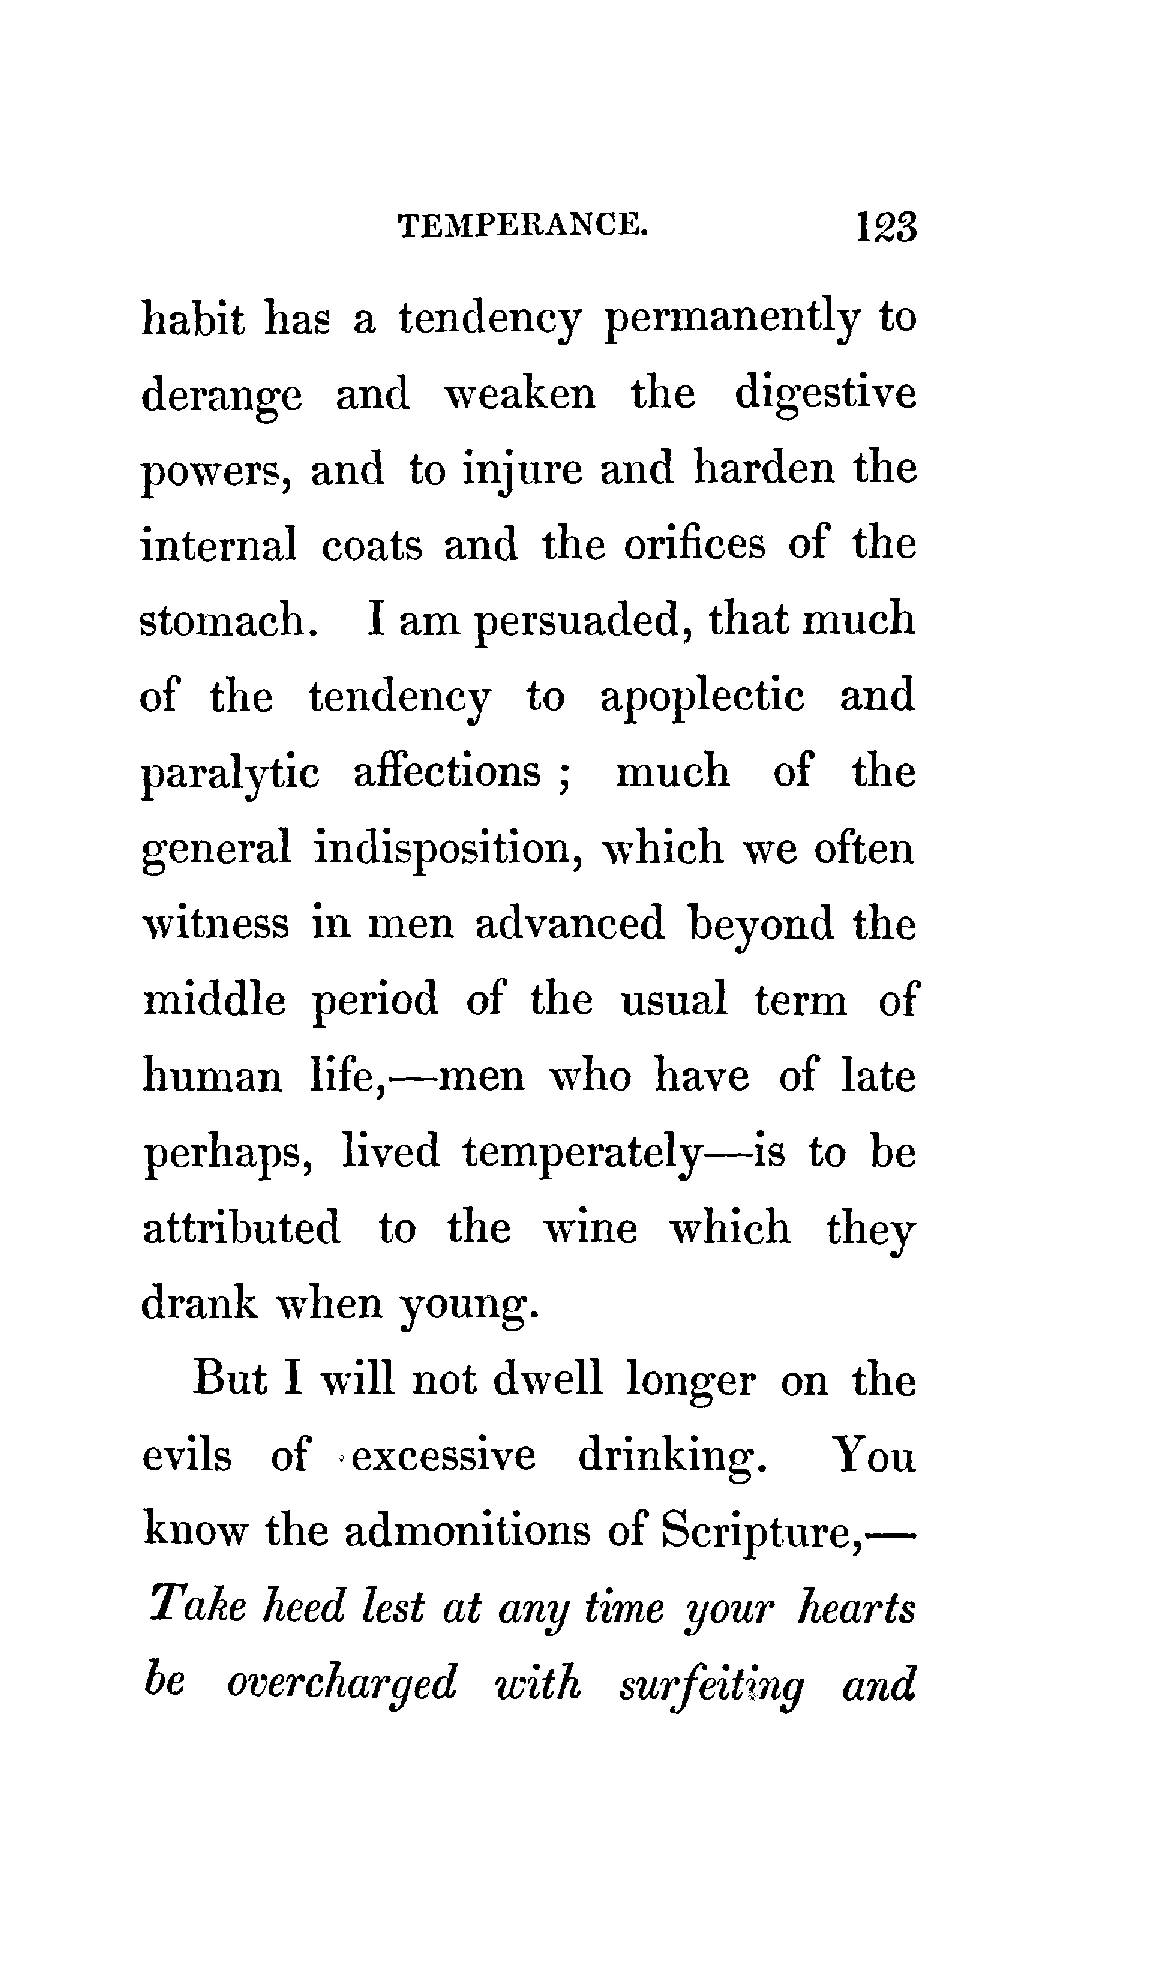 TEMPERANCE. 123
habit has a tendency permanently to
derange and weaken the digestive
powers, and to injure and harden the
internal coats and the orifices of the
stomach. I am persuaded, that much
of the tendency to apoplectic and
paralytic affections ; much of the
general indisposition, which we often
witness in men advanced beyond the
middle period of the usual term of
human life,—men who have of late
perhaps, lived temperately—is to be
attributed to the wine which they
drank when young.
But I will not dwell longer on the
evils of excessive drinking. You
know the admonitions of Scripture,—
Take heed lest at any time your hearts
be overcharged with surfeiting and